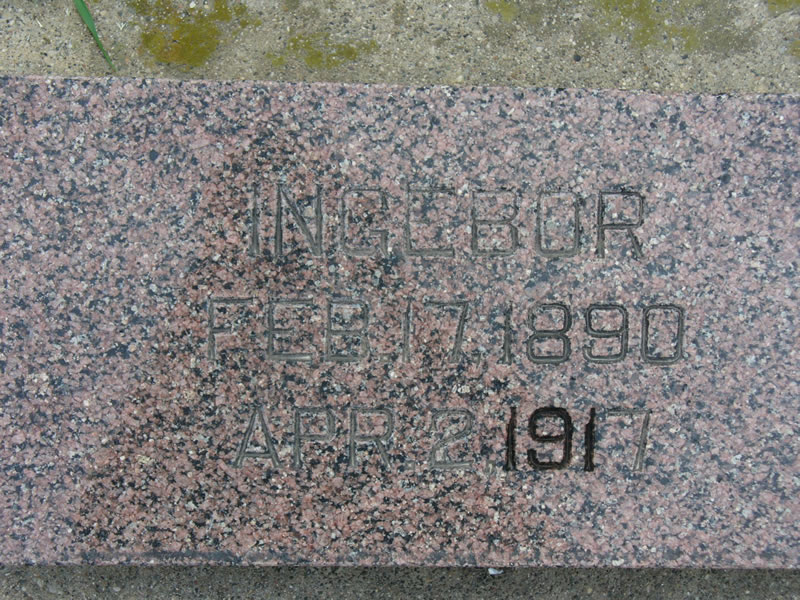 INGEBOR
FEB. 17, 1890
APR. 2, 1917